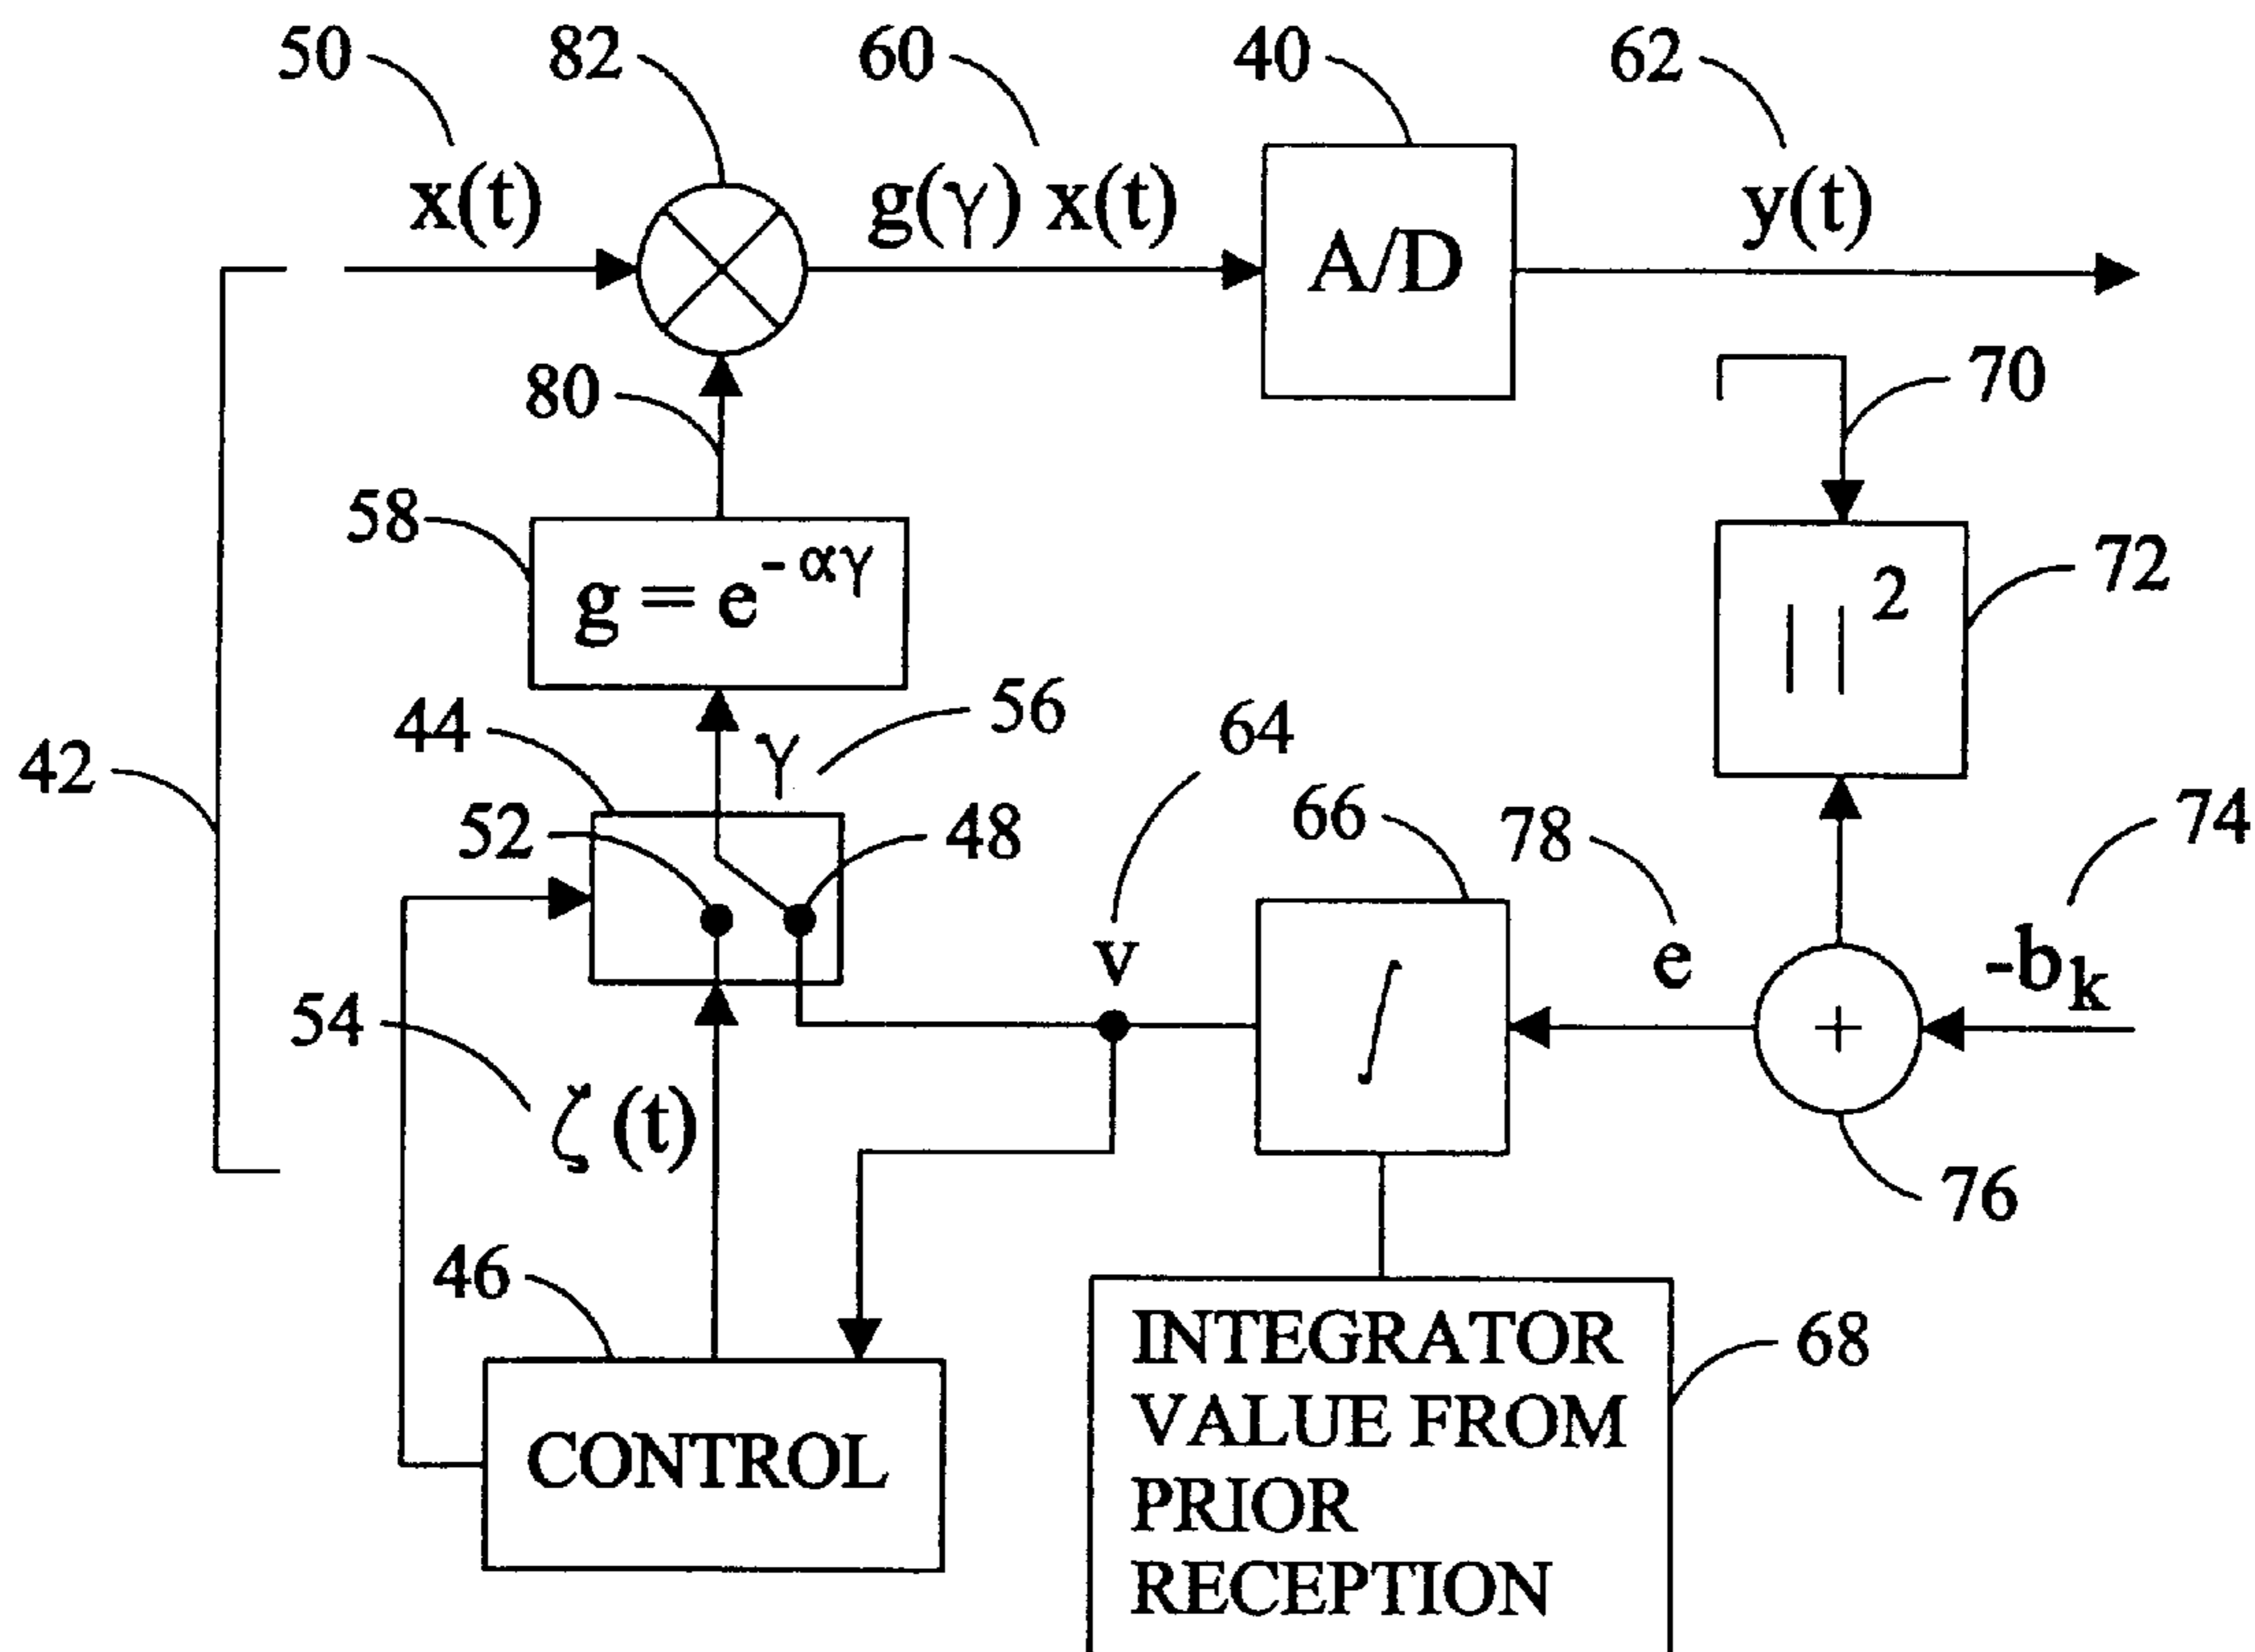 50 82 60 40 62
x(t) g(γ) x(t) A/D y(t)
80 70
58 g = e^-αγ | |^2 72
44 γ 56 64
42 52 48 66 78 74
54 v ∫ e + -b_k
ζ (t)
76
46
CONTROL
INTEGRATOR
VALUE FROM
PRIOR
RECEPTION
68